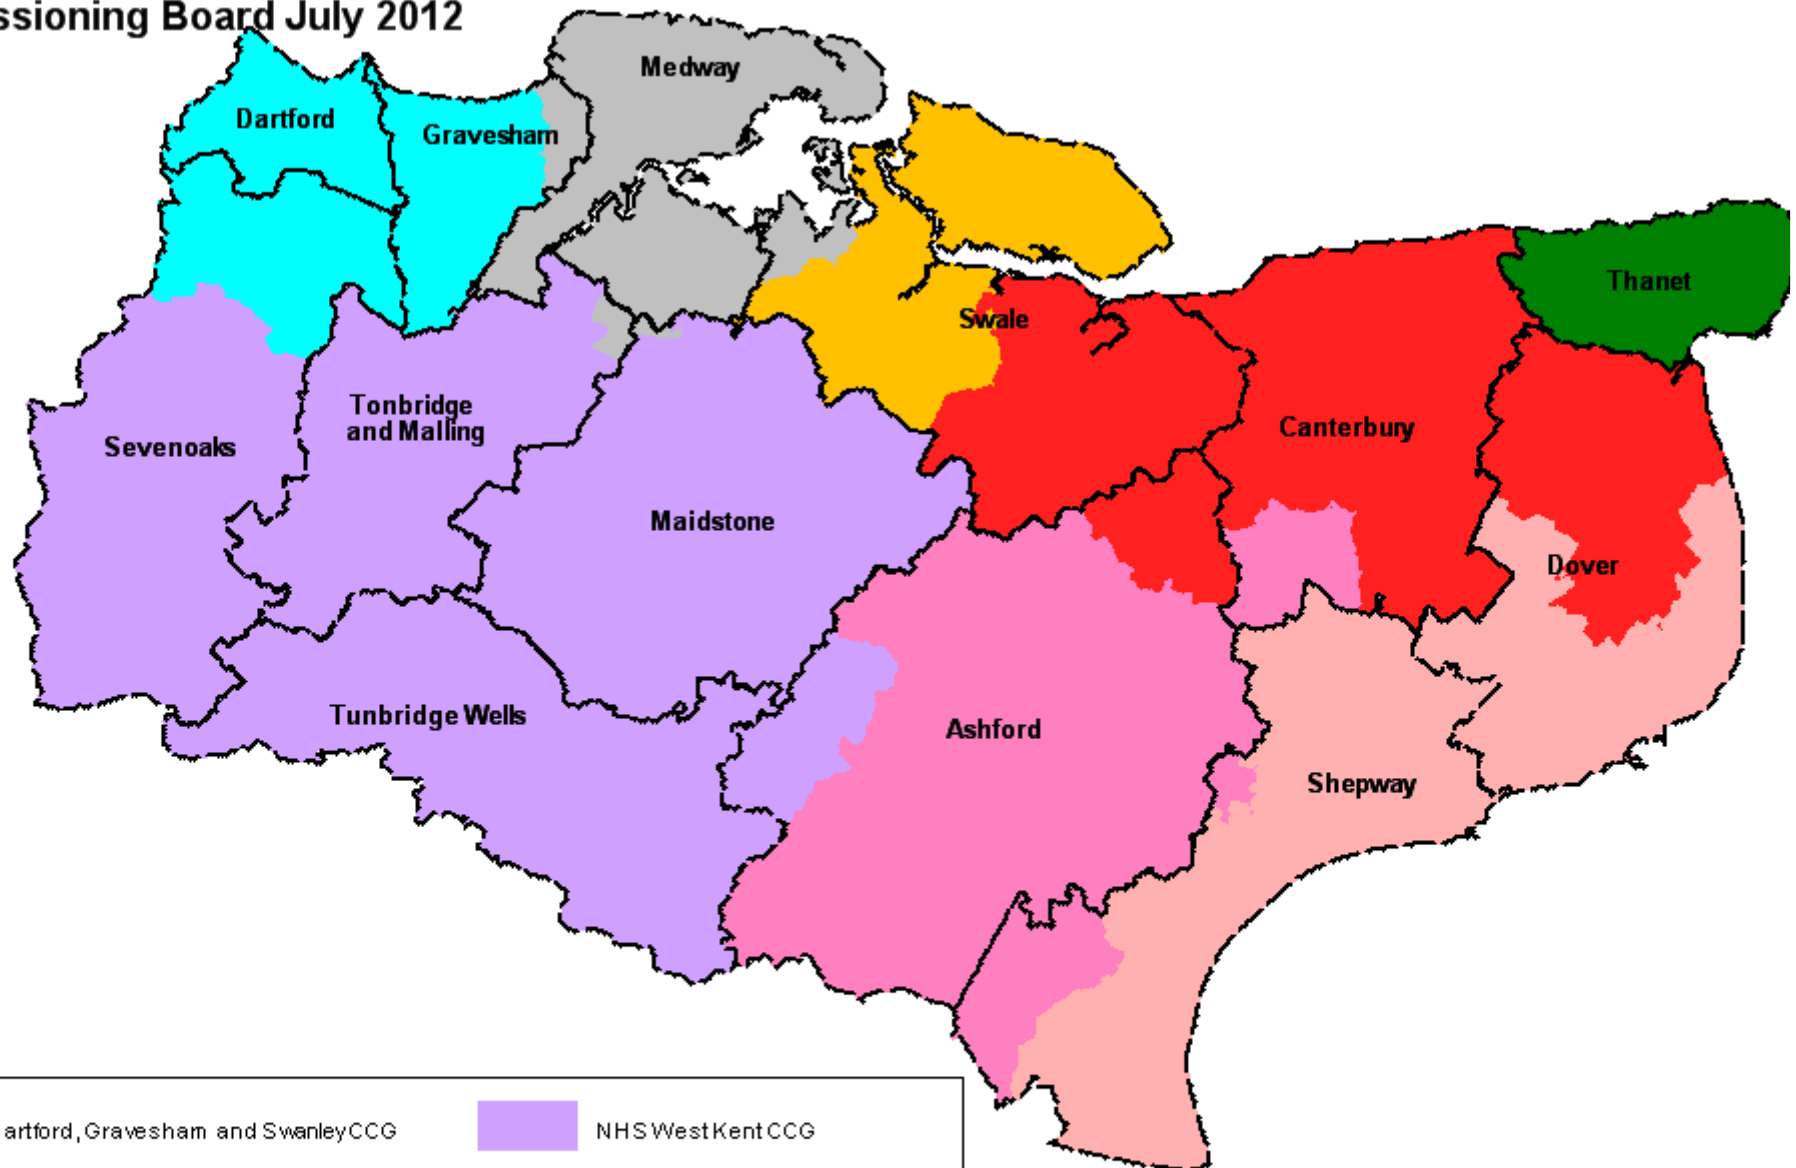 ssioning Board July 2012
Medway
Dartford
Gravesham
Thanet
Swale
Tonbridge
and Malling
Canterbury
Sevenoaks
Maidstone
Dover
Tunbridge Wells
Ashford
Shepway
artford, Gravesham and Swanley CCG
NHS West Kent CCG